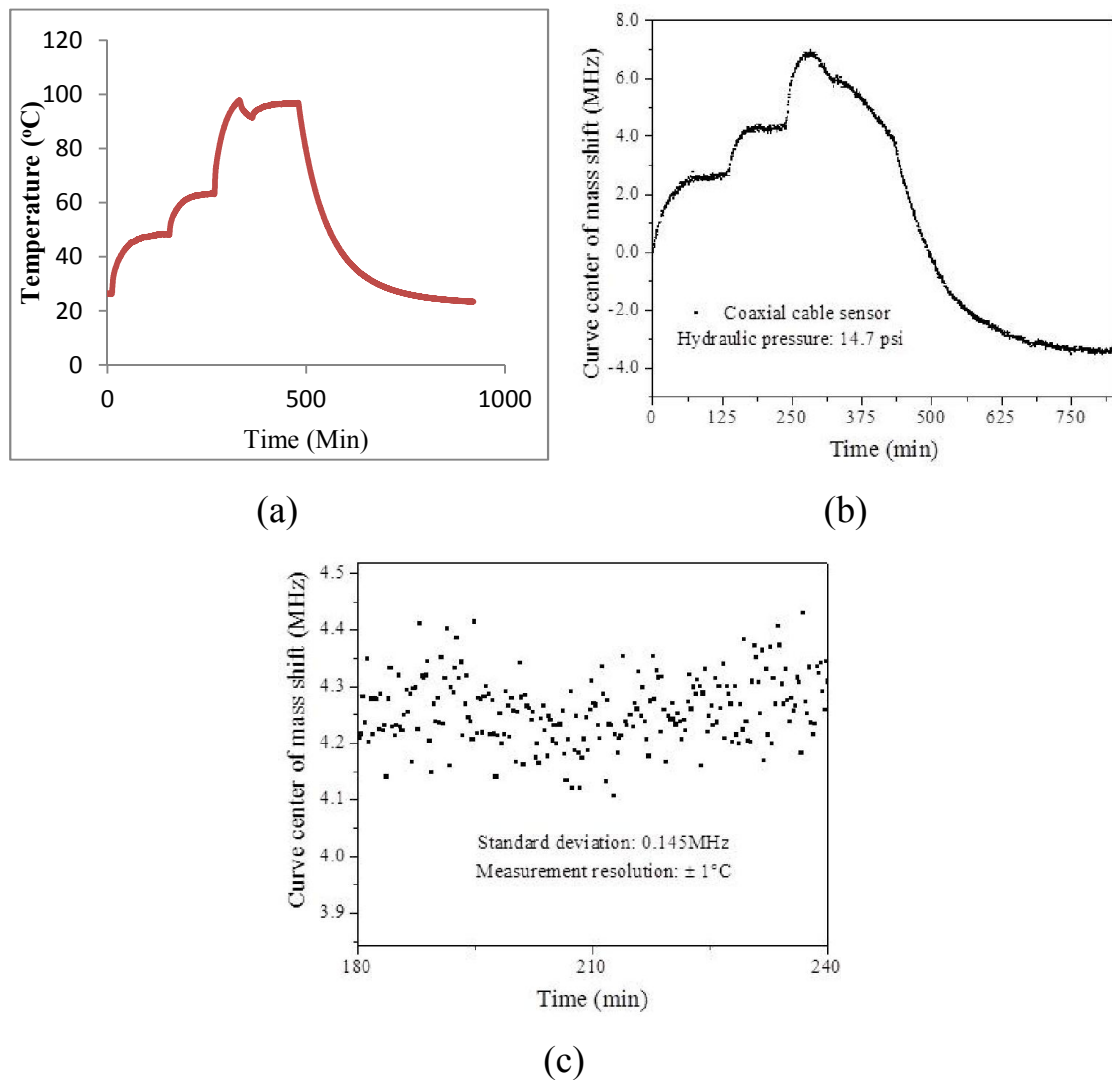 120
100
80
60
40
20
0
Temperature (°C)
0 500 1000
Time (Min)
(a)
8.0
6.0
4.0
2.0
0.0
-2.0
-4.0
Curve center of mass shift (MHz)
Coaxial cable sensor
Hydraulic pressure: 14.7 psi
0 125 250 375 500 625 750
Time (min)
(b)
4.5
4.4
4.3
4.2
4.1
4.0
3.9
Curve center of mass shift (MHz)
Standard deviation: 0.145MHz
Measurement resolution: ± 1°C
180 210 240
Time (min)
(c)